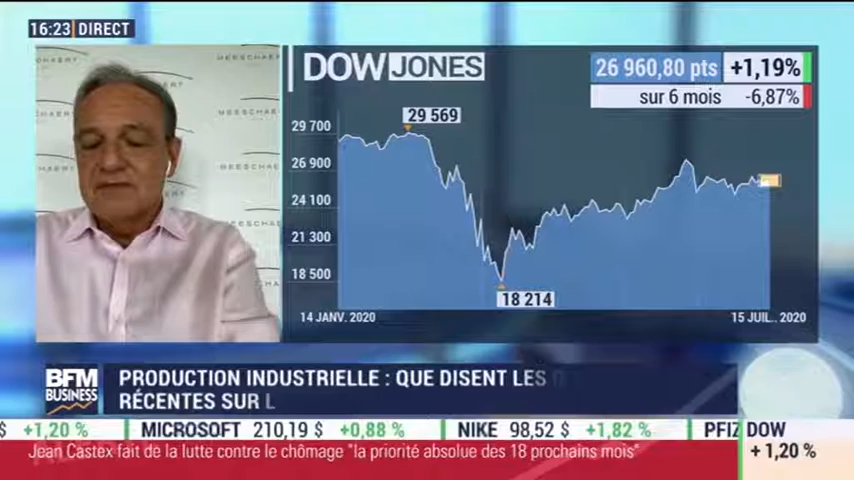 16:23 DIRECT
MEESCHAERT
MEESCHAERT
MEESCHAERT
DOW JONES
26 960,80 pts +1,19%
sur 6 mois -6,87%
29 569
29 700
26 900
24 100
21 300
18 500
18 214
14 JANV. 2020
15 JUIL.. 2020
BFM
BUSINESS
PRODUCTION INDUSTRIELLE : QUE DISENT LES
RÉCENTES SUR L
$ +1,20 % MICROSOFT 210,19 $ +0,88 % NIKE 98,52 $ +1,82 % PFIZ
DOW
+ 1,20 %
Jean Castex fait de la lutte contre le chômage "la priorité absolue des 18 prochains mois"